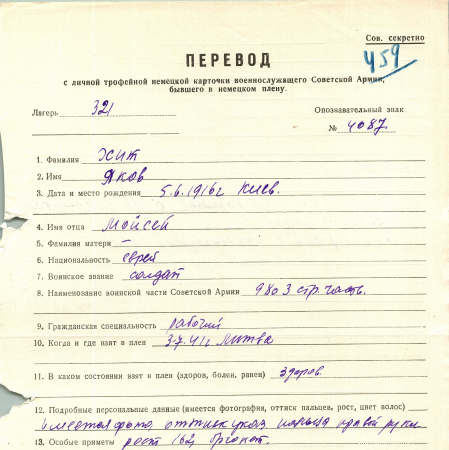 Сов. секретно
459
ПЕРЕВОД
с личной трофейной немецкой карточки военнослужащего Советской Армии,
бывшего в немецком плену.
Лагерь 321
Опознавательный знак
№ 4087
1. Фамилия Хит
2. Имя Яков
3. Дата и место рождения 5.6.1916г Киев.
4. Имя отца Мойсей
5. Фамилия матери –
6. Национальность еврей
7. Воинское звание солдат
8. Наименование воинской части Советской Армии 980 3 стр. часть.
9. Гражданская специальность рабочий
10. Когда и где взят в плен 3.7.41г Литва
11. В каком состоянии взят в плен (здоров, болен, ранен) здоров.
12. Подробные персональные данные (имеется фотография, оттиск пальцев, рост, цвет волос)
имеется фото, оттиск указ. пальца правой руки
13. Особые приметы рост 162,